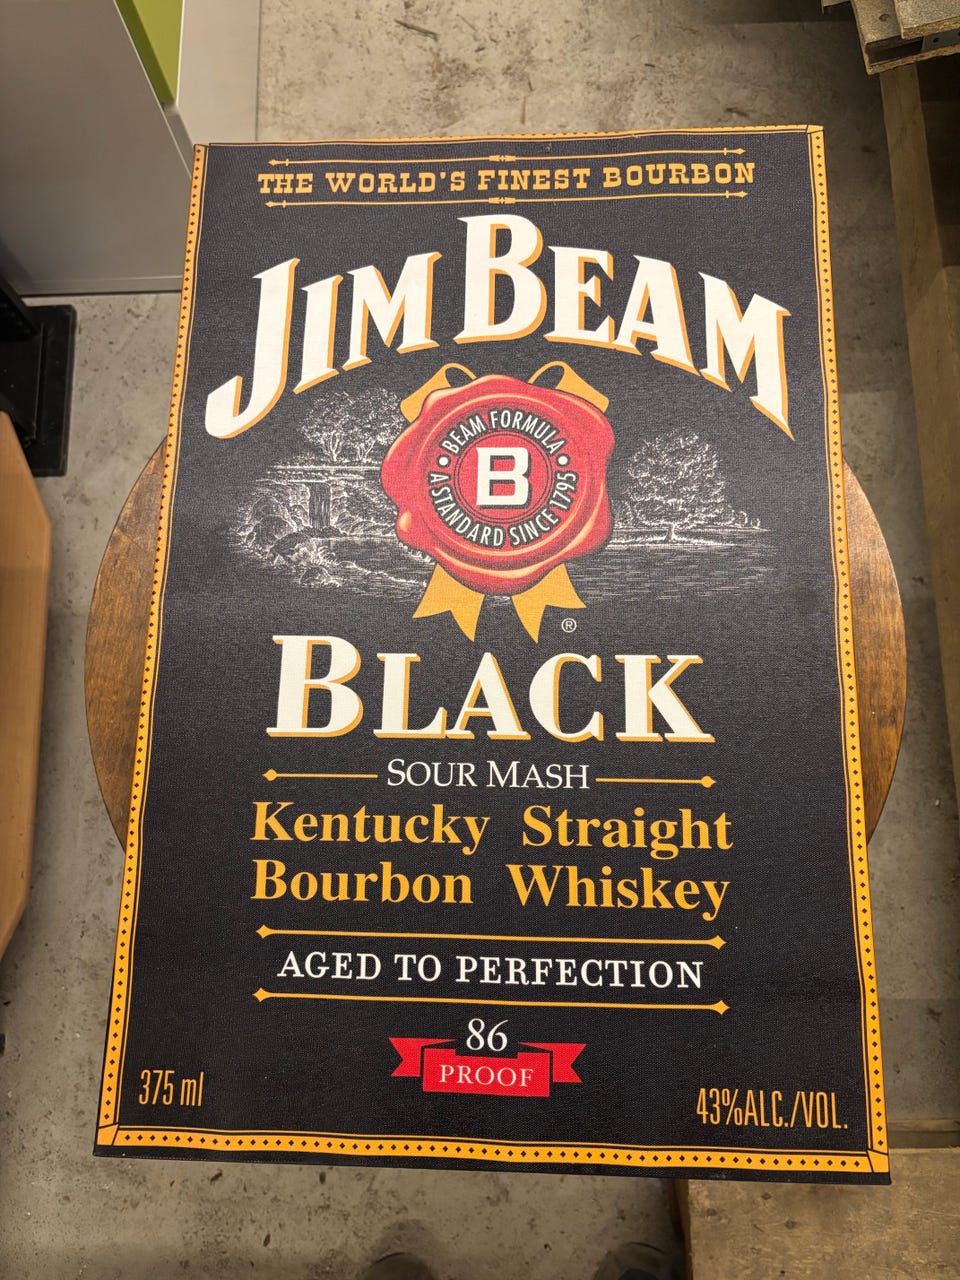 THE WORLD'S FINEST BOURBON
JIM BEAM
BEAM FORMULA
B
A STANDARD SINCE 1795
®
BLACK
SOUR MASH
Kentucky Straight
Bourbon Whiskey
AGED TO PERFECTION
86
PROOF
375 ml
43%ALC./VOL.